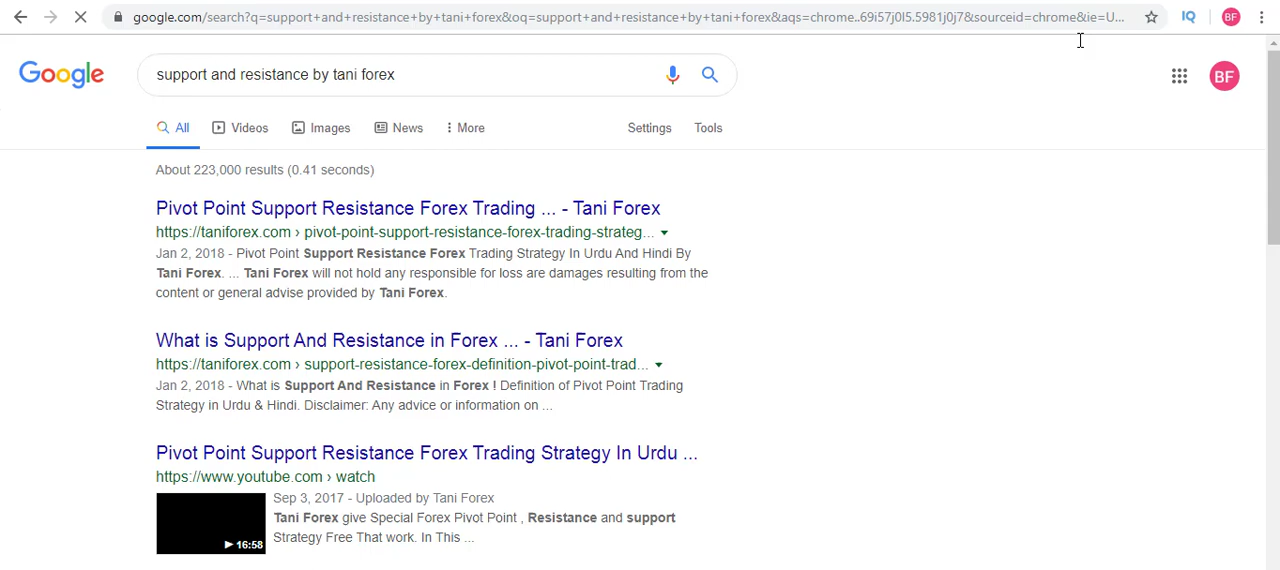 google.com/search?q=support+and+resistance+by+tani+forex&oq=support+and+resistance+by+tani+forex&aqs=chrome..69i57j0l5.5981j0j7&sourceid=chrome&ie=U...
IQ
BF
Google
support and resistance by tani forex
BF
All Videos Images News More Settings Tools
About 223,000 results (0.41 seconds)
Pivot Point Support Resistance Forex Trading ... - Tani Forex
https://taniforex.com › pivot-point-support-resistance-forex-trading-strateg...
Jan 2, 2018 - Pivot Point Support Resistance Forex Trading Strategy In Urdu And Hindi By
Tani Forex. ... Tani Forex will not hold any responsible for loss are damages resulting from the
content or general advise provided by Tani Forex.
What is Support And Resistance in Forex ... - Tani Forex
https://taniforex.com › support-resistance-forex-definition-pivot-point-trad...
Jan 2, 2018 - What is Support And Resistance in Forex ! Definition of Pivot Point Trading
Strategy in Urdu & Hindi. Disclaimer: Any advice or information on ...
Pivot Point Support Resistance Forex Trading Strategy In Urdu ...
https://www.youtube.com › watch
Sep 3, 2017 - Uploaded by Tani Forex
Tani Forex give Special Forex Pivot Point , Resistance and support
Strategy Free That work. In This ...
16:58